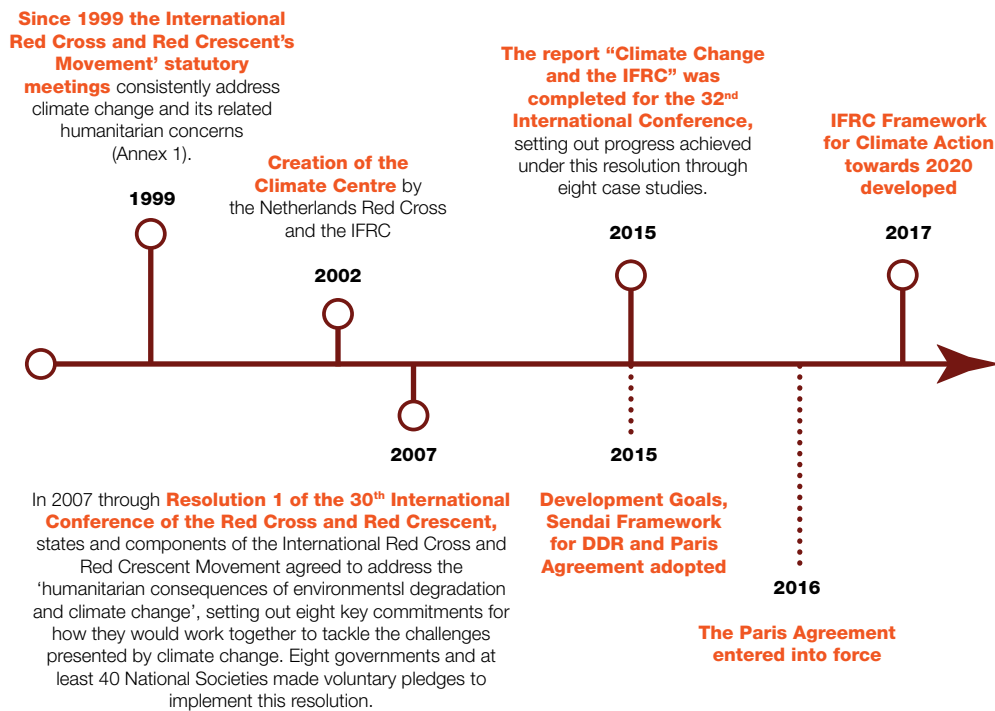 Since 1999 the International
Red Cross and Red Crescent's
Movement' statutory
meetings consistently address
climate change and its related
humanitarian concerns
(Annex 1).
1999
Creation of the
Climate Centre by
the Netherlands Red Cross
and the IFRC
2002
The report “Climate Change
and the IFRC” was
completed for the 32nd
International Conference,
setting out progress achieved
under this resolution through
eight case studies.
2015
IFRC Framework
for Climate Action
towards 2020
developed
2017
2007
In 2007 through Resolution 1 of the 30th International
Conference of the Red Cross and Red Crescent,
states and components of the International Red Cross and
Red Crescent Movement agreed to address the
‘humanitarian consequences of environmentsl degradation
and climate change’, setting out eight key commitments for
how they would work together to tackle the challenges
presented by climate change. Eight governments and at
least 40 National Societies made voluntary pledges to
implement this resolution.
2015
Development Goals,
Sendai Framework
for DDR and Paris
Agreement adopted
2016
The Paris Agreement
entered into force